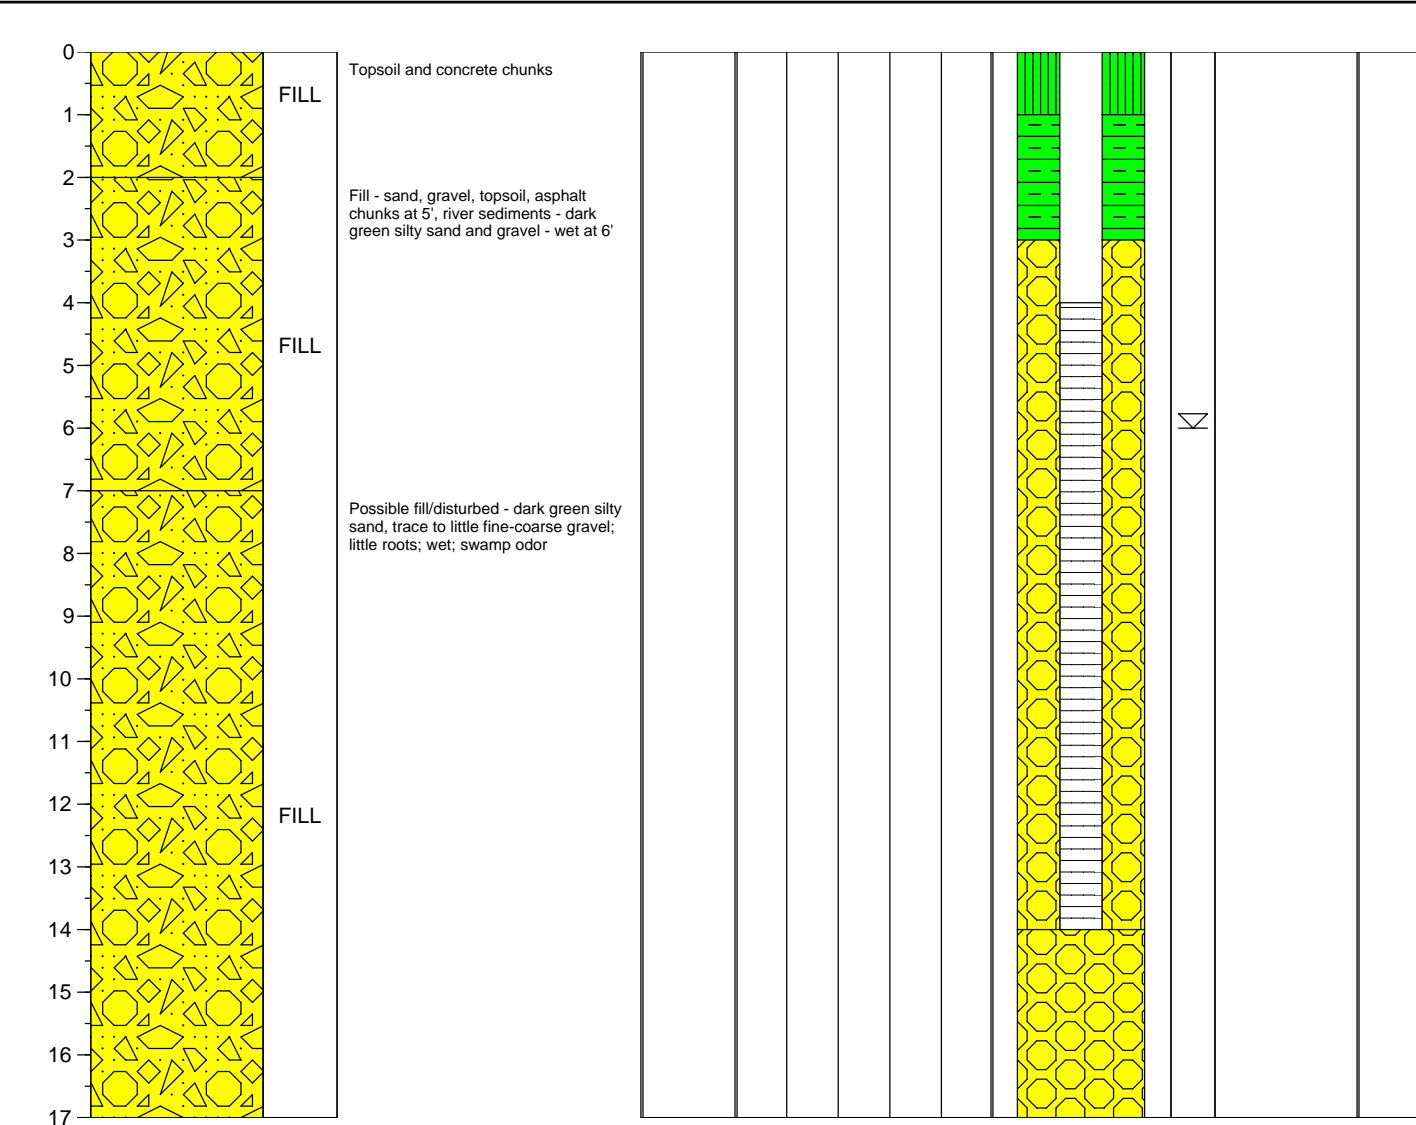 0
Topsoil and concrete chunks
FILL
1
2
Fill - sand, gravel, topsoil, asphalt
chunks at 5', river sediments - dark
green silty sand and gravel - wet at 6'
3
4
FILL
5
6
7
Possible fill/disturbed - dark green silty
sand, trace to little fine-coarse gravel;
little roots; wet; swamp odor
8
9
10
11
12
FILL
13
14
15
16
17